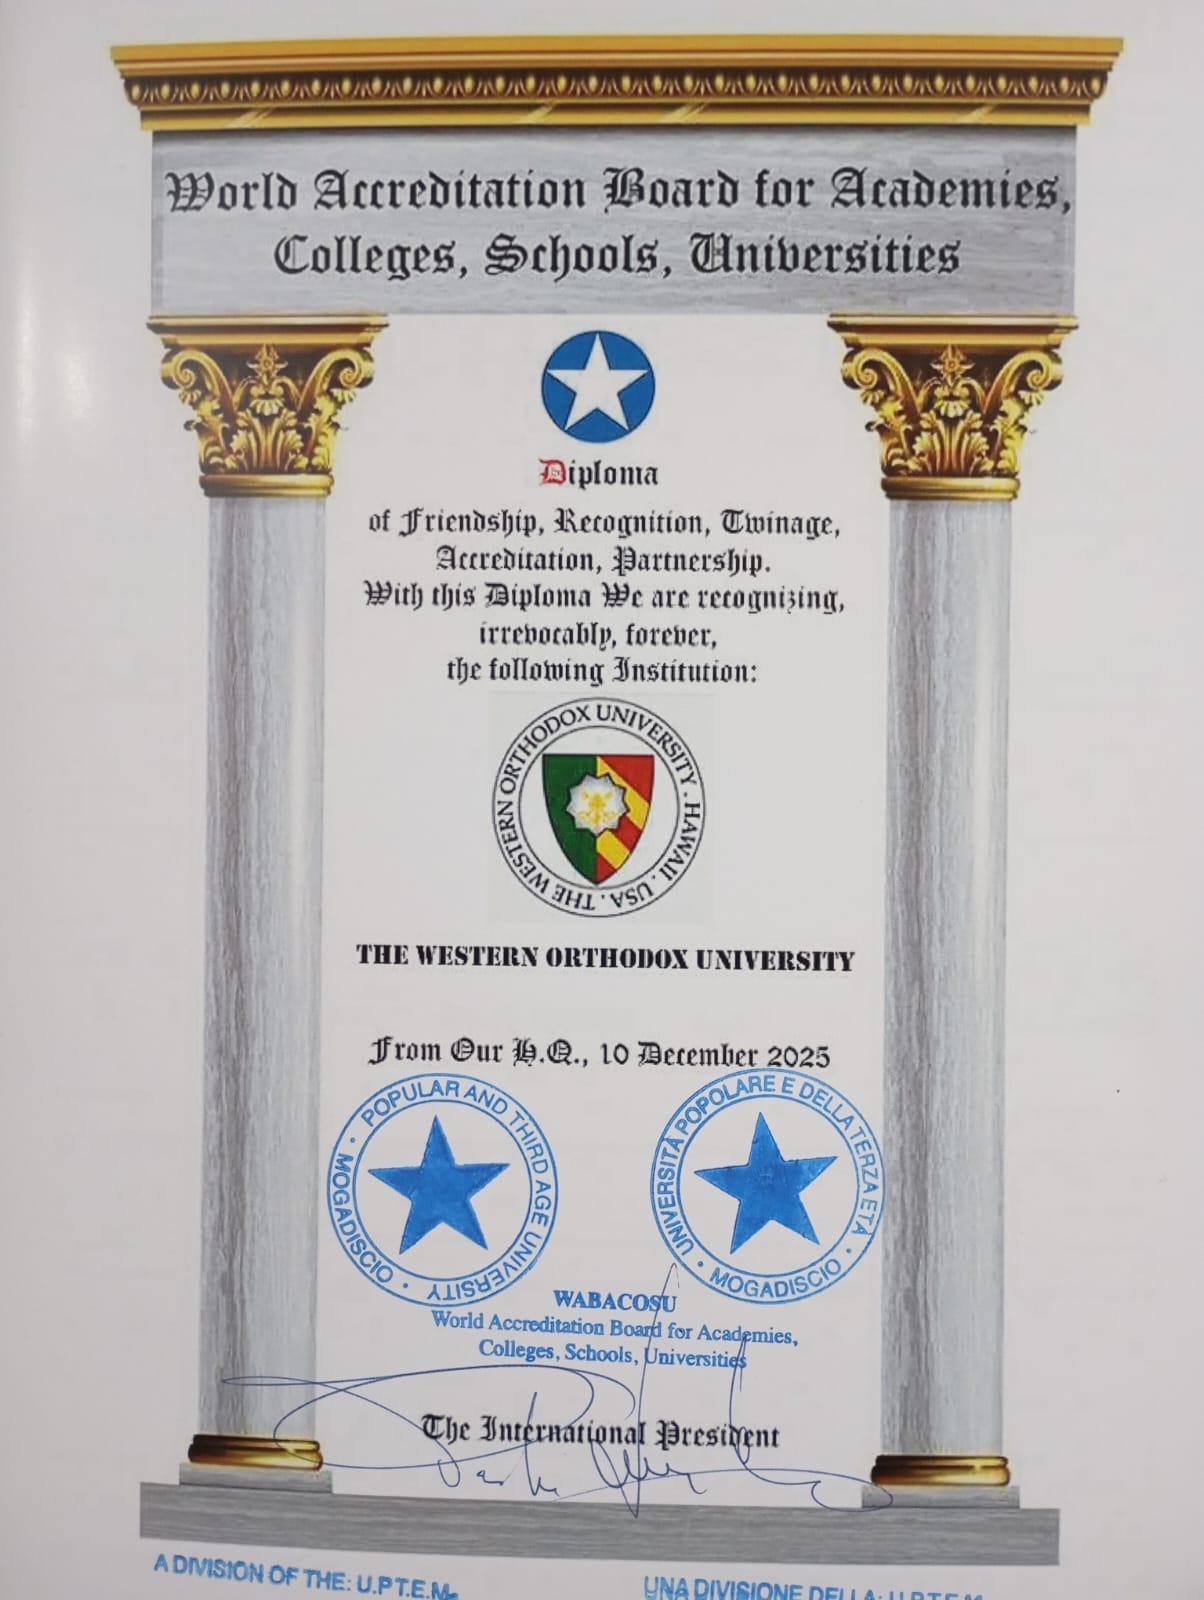 World Accreditation Board for Academies,
Colleges, Schools, Universities
Diploma
of Friendship, Recognition, Twinage,
Accreditation, Partnership.
With this Diploma We are recognizing,
irrevocably, forever,
the following Institution:
THE WESTERN ORTHODOX UNIVERSITY . HAWAII . USA .
THE WESTERN ORTHODOX UNIVERSITY
From Our H.Q., 10 December 2025
POPULAR AND THIRD AGE UNIVERSITY • MOGADISCIO •
UNIVERSITÀ POPOLARE E DELLA TERZA ETÀ • MOGADISCIO •
WABACOSU
World Accreditation Board for Academies,
Colleges, Schools, Universities
The International President
A DIVISION OF THE: U.P.T.E.M.
UNA DIVISIONE DELLA: U.P.T.E.M.